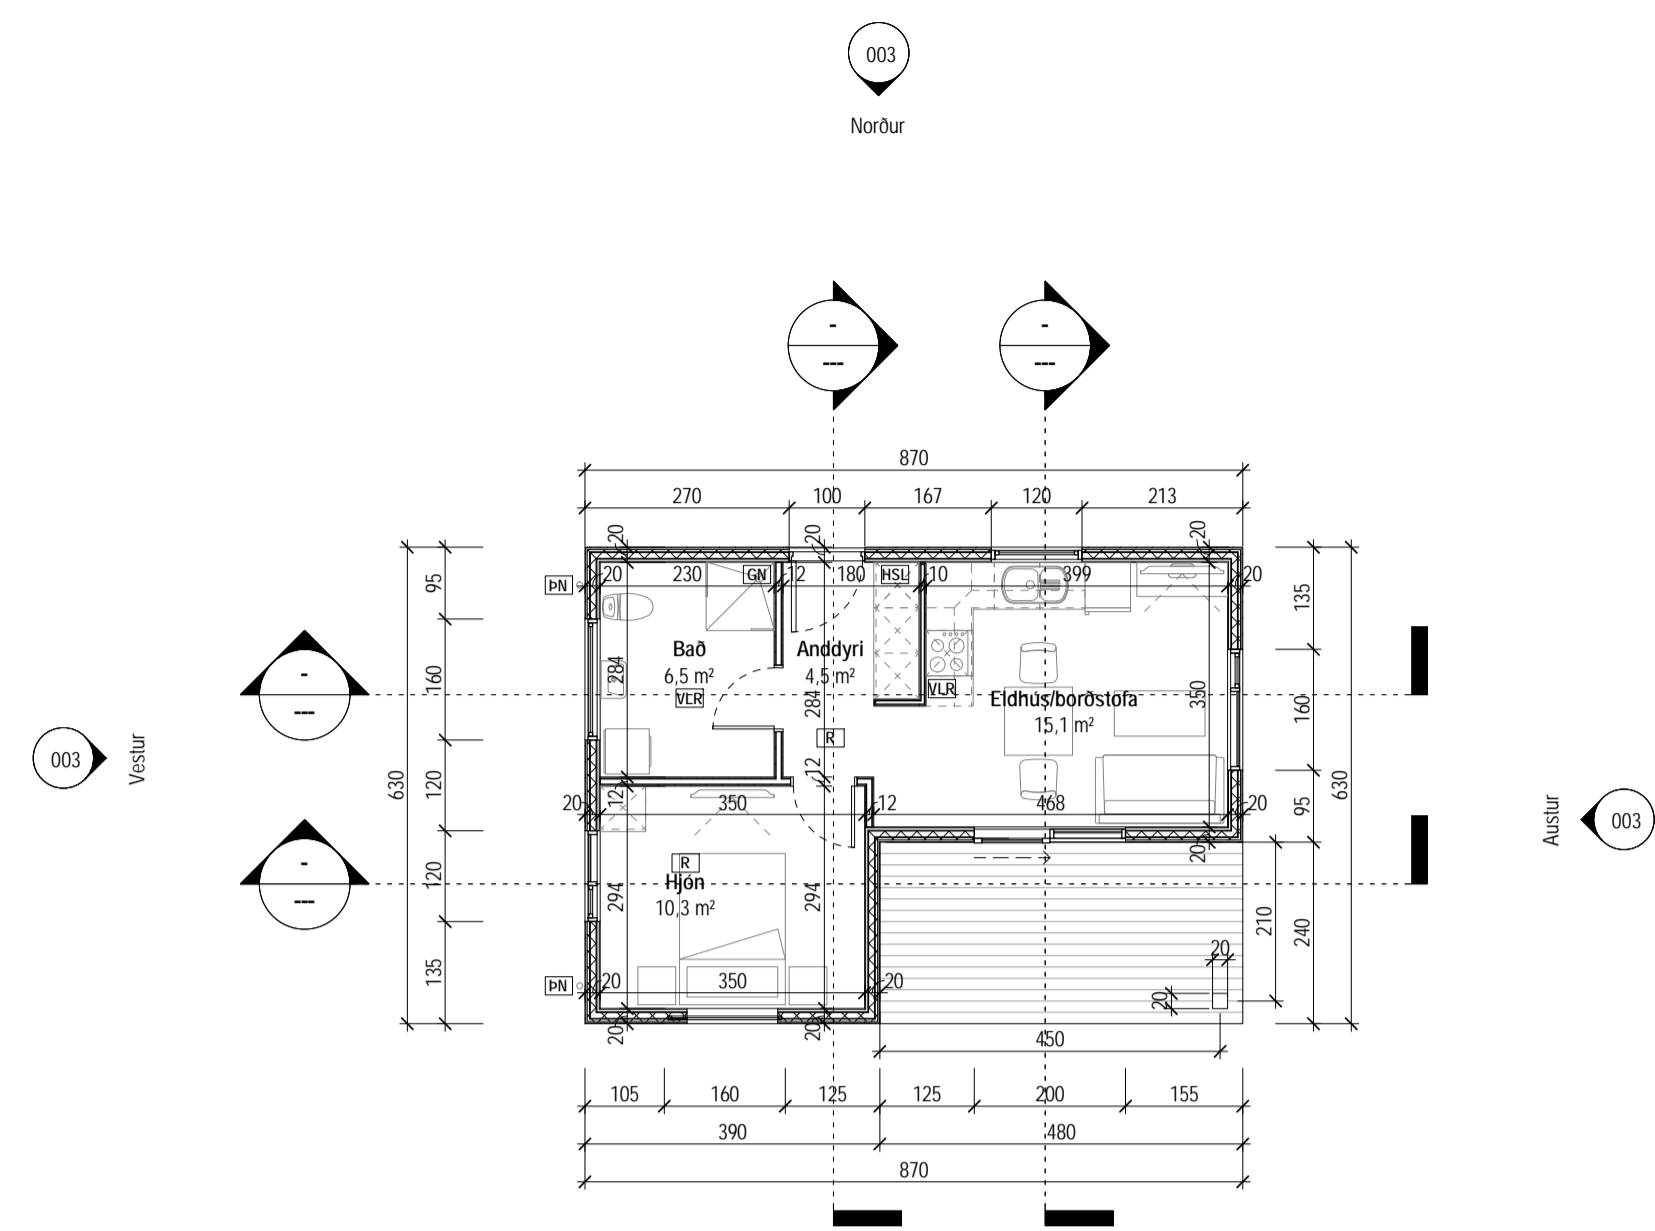 003
Norður
-
---
-
---
870
270 100 167 120 213
20 20 20
ÞN 20 230 GN 12 180 HSL 10 399 20
95 135
Bað
6,5 m²
VLR
Anddyri
4,5 m²
VLR
Eldhús/borðstofa
15,1 m²
284 284 350
160 160
-
---
R
003
Vestur
630 120 12 12 630
20 350 12 468 20
95
Austur
003
20
-
---
120
R
Hjón
10,3 m²
294 294
210 240
135
20
20
ÞN 20 350 20
20 20
450
105 160 125 125 200 155
390 480
870